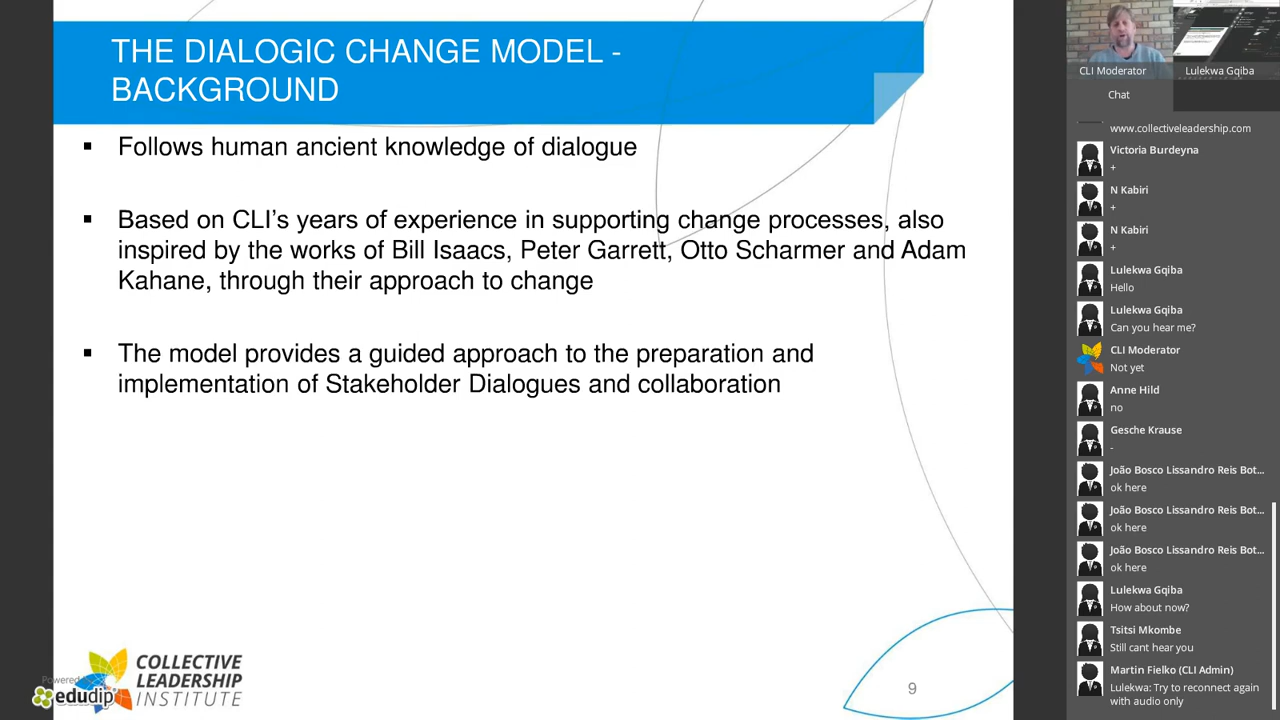 THE DIALOGIC CHANGE MODEL -
BACKGROUND
Follows human ancient knowledge of dialogue
Based on CLI's years of experience in supporting change processes, also
inspired by the works of Bill Isaacs, Peter Garrett, Otto Scharmer and Adam
Kahane, through their approach to change
The model provides a guided approach to the preparation and
implementation of Stakeholder Dialogues and collaboration
COLLECTIVE
LEADERSHIP
INSTITUTE
Powered
edudip
9
CLI Moderator
Lulekwa Gqiba
Chat
www.collectiveleadership.com
Victoria Burdeyna
+
N Kabiri
+
N Kabiri
+
Lulekwa Gqiba
Hello
Lulekwa Gqiba
Can you hear me?
CLI Moderator
Not yet
Anne Hild
no
Gesche Krause
-
João Bosco Lissandro Reis Bot...
ok here
João Bosco Lissandro Reis Bot...
ok here
João Bosco Lissandro Reis Bot...
ok here
Lulekwa Gqiba
How about now?
Tsitsi Mkombe
Still cant hear you
Martin Fielko (CLI Admin)
Lulekwa: Try to reconnect again
with audio only